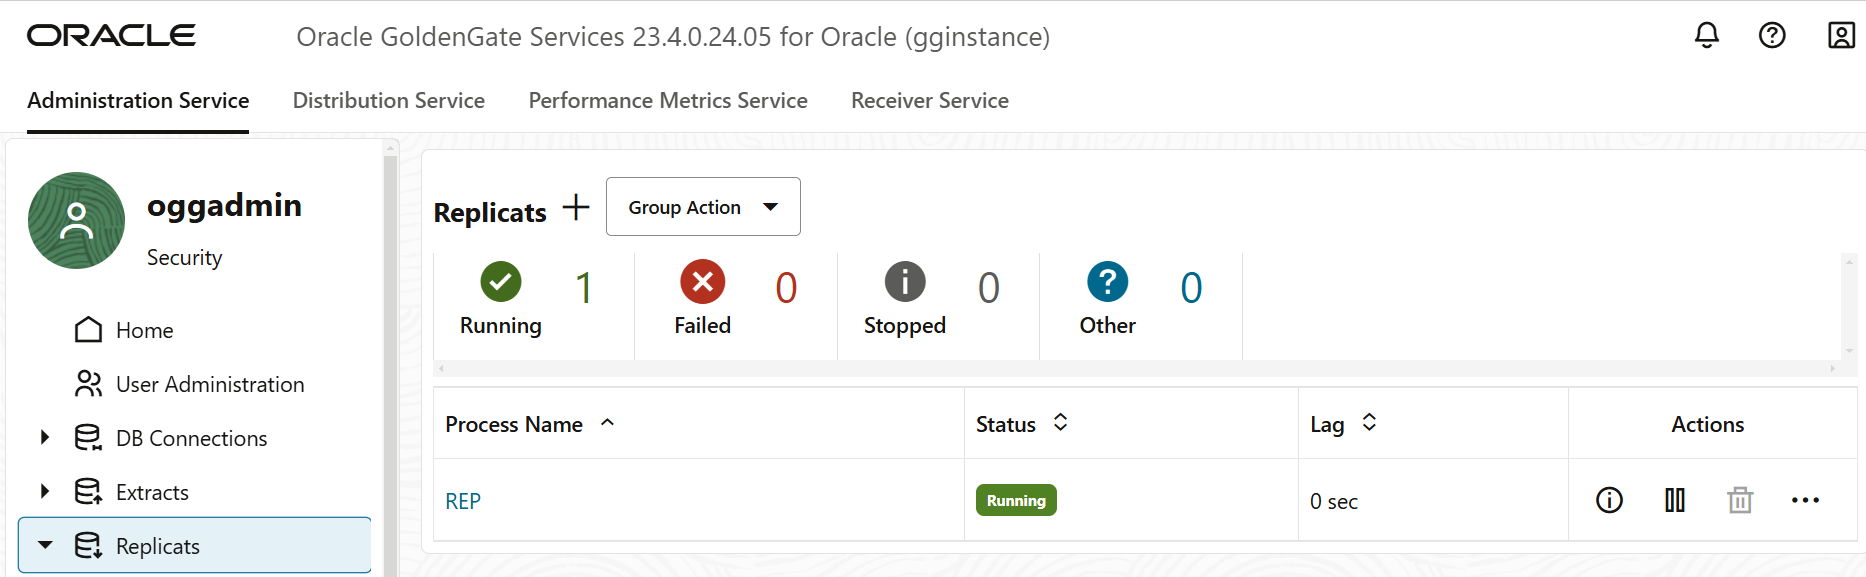 ORACLE
Oracle GoldenGate Services 23.4.0.24.05 for Oracle (gginstance)
Administration Service
Distribution Service
Performance Metrics Service
Receiver Service
oggadmin
Security
Home
User Administration
DB Connections
Extracts
Replicats
Replicats
Group Action
1
Running
0
Failed
0
Stopped
0
Other
Process Name
Status
Lag
Actions
REP
Running
0 sec